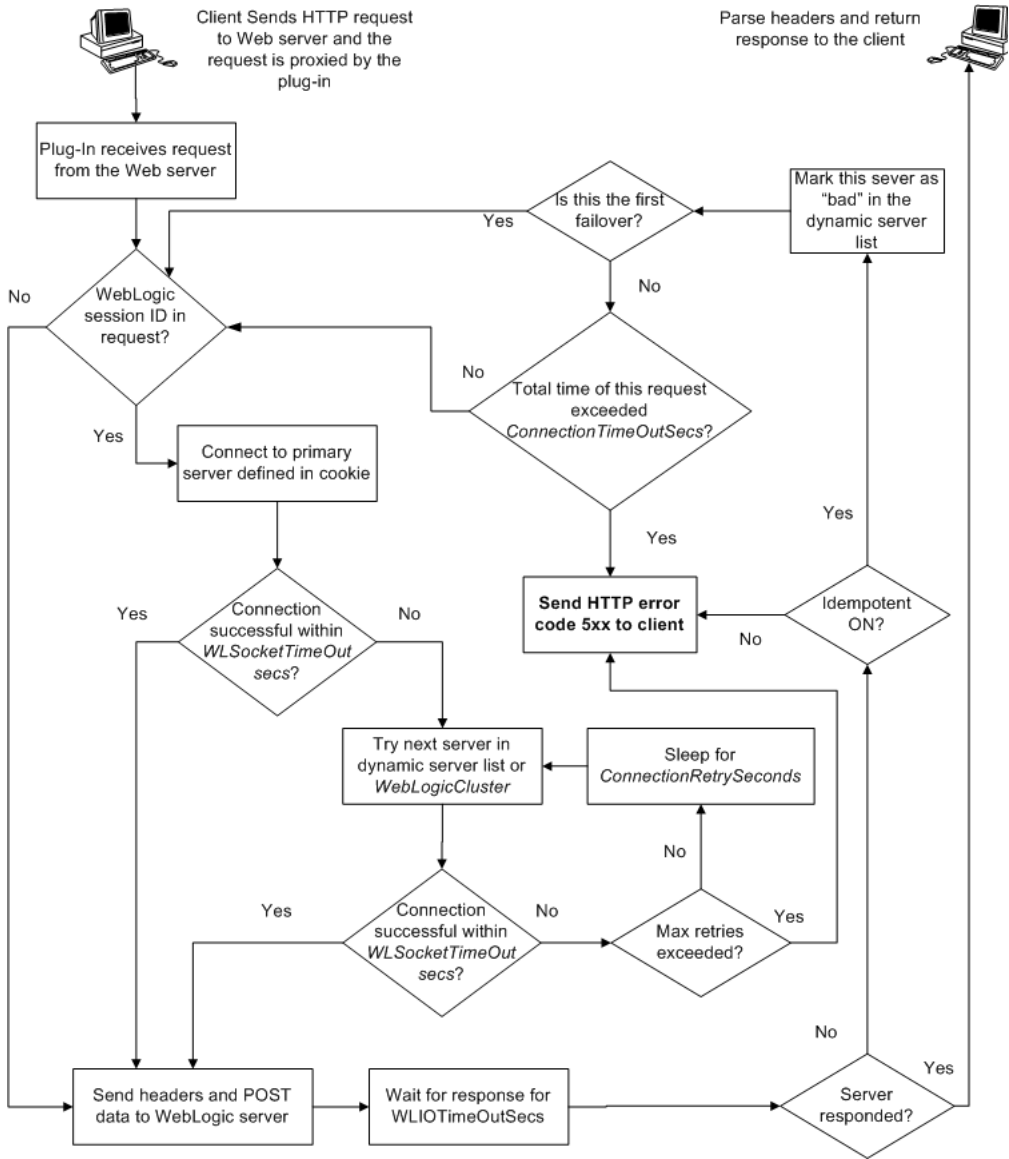 Client Sends HTTP request
to Web server and the
request is proxied by the
plug-in
Parse headers and return
response to the client
Plug-In receives request
from the Web server
Is this the first
failover?
Mark this sever as
“bad” in the
dynamic server
list
Yes
No
No
WebLogic
session ID in
request?
No
Total time of this request
exceeded
ConnectionTimeOutSecs?
Yes
Connect to primary
server defined in cookie
Yes
Yes
Yes
Connection
successful within
WLSocketTimeOut
secs?
No
Send HTTP error
code 5xx to client
No
Idempotent
ON?
Try next server in
dynamic server list or
WebLogicCluster
Sleep for
ConnectionRetrySeconds
No
Yes
Connection
successful within
WLSocketTimeOut
secs?
No
Max retries
exceeded?
Yes
No
Yes
Send headers and POST
data to WebLogic server
Wait for response for
WLIOTimeOutSecs
Server
responded?